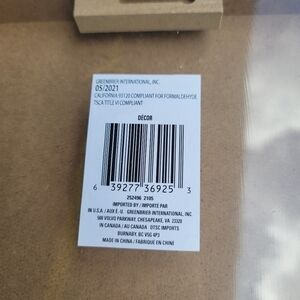 GREENBRIER INTERNATIONAL, INC.
05/2021
CALIFORNIA 93120 COMPLIANT FOR FORMALDEHYDE
TSCA TITLE VI COMPLIANT
DÉCOR
6 39277 36925 3
252496 2105
IMPORTED BY / IMPORTÉ PAR
IN U.S.A / AUX É. U. GREENBRIER INTERNATIONAL, INC.
500 VOLVO PARKWAY, CHESAPEAKE, VA 23320
IN CANADA / AU CANADA DTSC IMPORTS
BURNABY, BC V5G 4P3
MADE IN CHINA / FABRIQUÉ EN CHINE